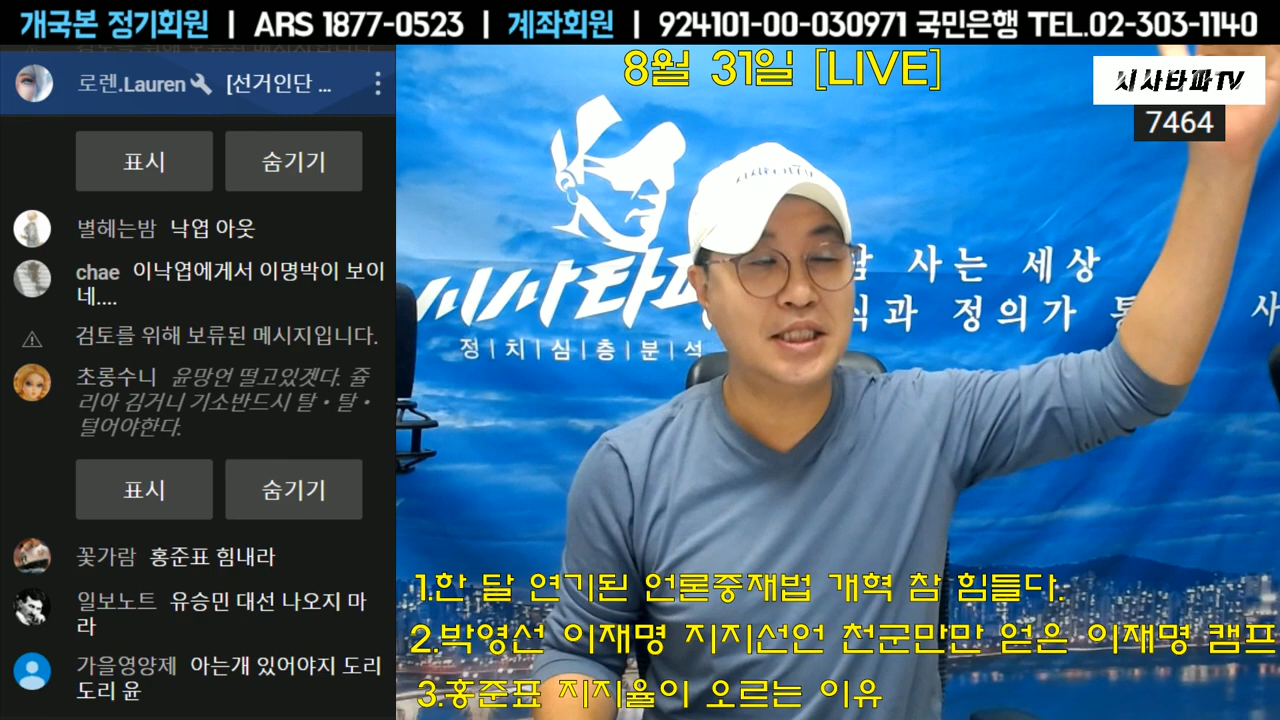 개국본 정기회원 | ARS 1877-0523 | 계좌회원 | 924101-00-030971 국민은행 TEL.02-303-1140
로렌.Lauren [선거인단 ...
표시 숨기기
별헤는밤 낙엽 아웃
chae 이낙엽에게서 이명박이 보이
네....
검토를 위해 보류된 메시지입니다.
초롱수니 윤망언 떨고있겟다. 쥴
리아 김거니 기소반드시 탈·탈·
털어야한다.
표시 숨기기
꽃가람 홍준표 힘내라
일보노트 유승민 대선 나오지 마
라
가을영양제 아는개 있어야지 도리
도리 윤
8월 31일 [LIVE]
시사타파TV
7464
시사타파
정|치|심|층|분|석
사는 세상
정의가
사
1.한 달 연기된 언론중재법 개혁 참 힘들다.
2.박영선 이재명 지지선언 천군만만 얻은 이재명 캠프
3.홍준표 지지율이 오르는 이유